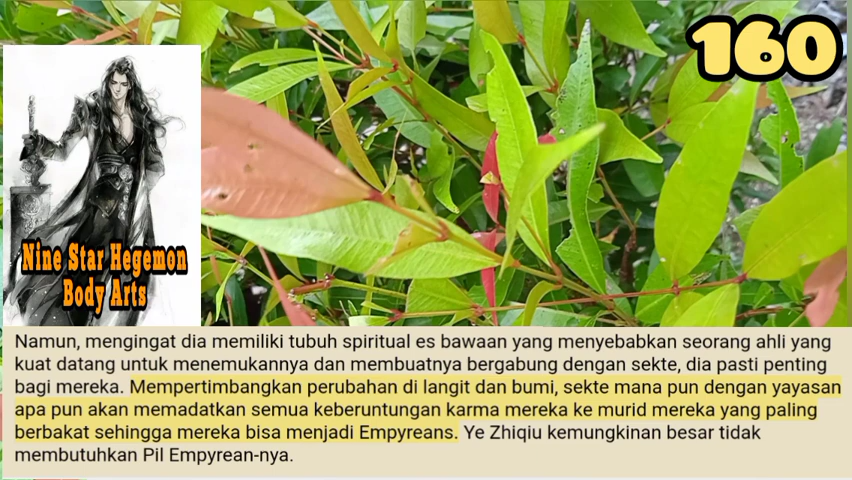 160
Nine Star Hegemon
Body Arts
Namun, mengingat dia memiliki tubuh spiritual es bawaan yang menyebabkan seorang ahli yang
kuat datang untuk menemukannya dan membuatnya bergabung dengan sekte, dia pasti penting
bagi mereka. Mempertimbangkan perubahan di langit dan bumi, sekte mana pun dengan yayasan
apa pun akan memadatkan semua keberuntungan karma mereka ke murid mereka yang paling
berbakat sehingga mereka bisa menjadi Empyreans. Ye Zhiqiu kemungkinan besar tidak
membutuhkan Pil Empyrean-nya.